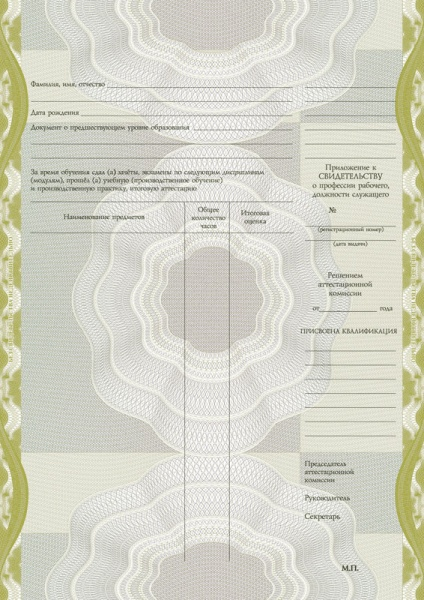 Фамилия, имя, отчество
Дата рождения
Документ о предшествующем уровне образования
За время обучения сдал (а) зачёты, экзамены по следующим дисциплинам
(модулям), прошёл (а) учебную (производственное обучение)
и производственную практику, итоговую аттестацию
Наименование предметов
Общее
количество
часов
Итоговая
оценка
Приложение к
СВИДЕТЕЛЬСТВУ
о профессии рабочего,
должности служащего
№
(регистрационный номер)
(дата выдачи)
Решением
аттестационной
комиссии
от года
ПРИСВОЕНА КВАЛИФИКАЦИЯ
Председатель
аттестационной
комиссии
Руководитель
Секретарь
М.П.